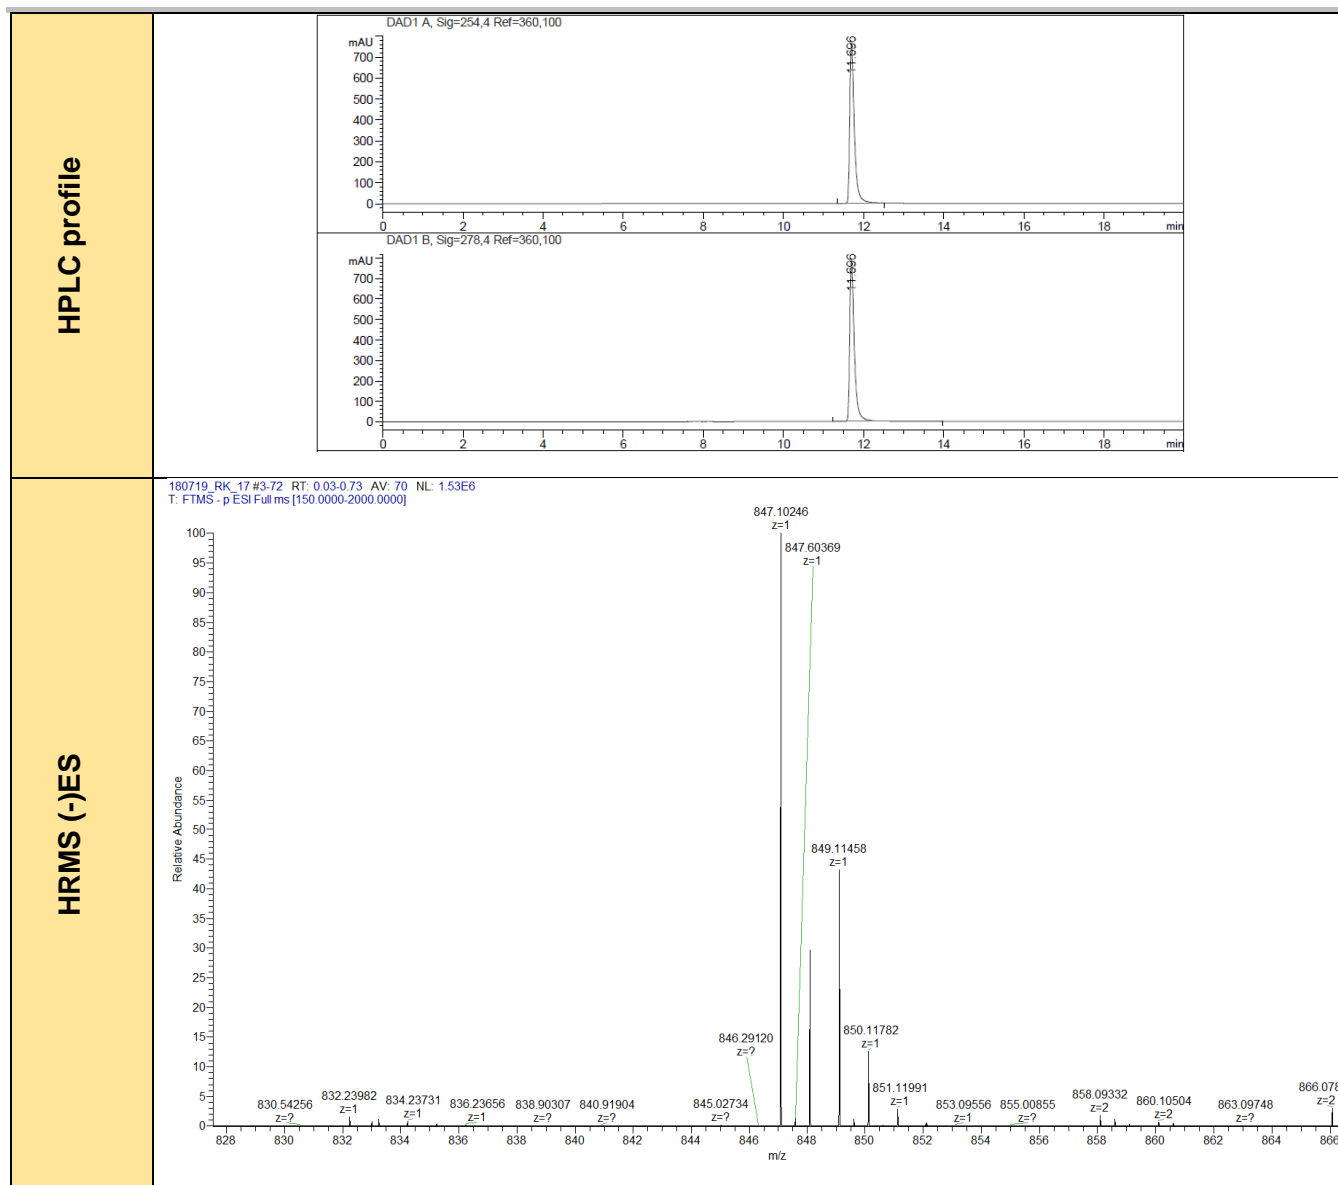 HPLC profile
DAD1 A, Sig=254,4 Ref=360,100
mAU
700
600
500
400
300
200
100
0
11.696
0 2 4 6 8 10 12 14 16 18 min
DAD1 B, Sig=278,4 Ref=360,100
mAU
700
600
500
400
300
200
100
0
11.696
0 2 4 6 8 10 12 14 16 18 min
HRMS (-)ES
180719_RK_17 #3-72 RT: 0.03-0.73 AV: 70 NL: 1.53E6
T: FTMS - p ESI Full ms [150.0000-2000.0000]
847.10246
z=1
847.60369
z=1
849.11458
z=1
846.29120
z=?
850.11782
z=1
830.54256
z=?
832.23982
z=1
834.23731
z=1
836.23656
z=1
838.90307
z=?
840.91904
z=?
845.02734
z=?
851.11991
z=1
853.09556
z=1
855.00855
z=?
858.09332
z=2
860.10504
z=2
863.09748
z=?
866.078
z=2
100
95
90
85
80
75
70
65
60
55
50
45
40
35
30
25
20
15
10
5
0
Relative Abundance
828 830 832 834 836 838 840 842 844 846 848 850 852 854 856 858 860 862 864 866
m/z